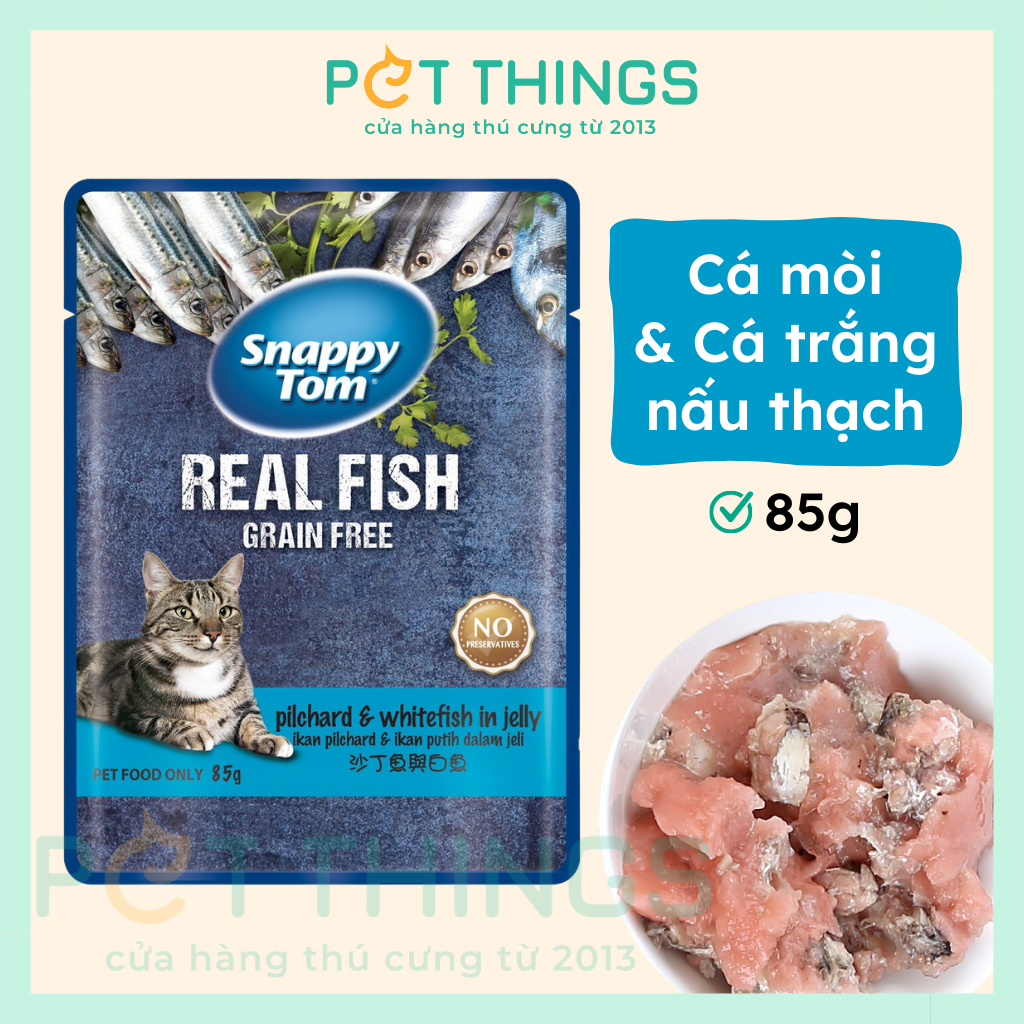 PET THINGS
cửa hàng thú cưng từ 2013
Snappy
Tom®
REAL FISH
GRAIN FREE
NO
PRESERVATIVES
pilchard & whitefish in jelly
ikan pilchard & ikan putih dalam jeli
沙丁魚與白魚
PET FOOD ONLY 85g
Cá mòi
& Cá trắng
nấu thạch
85g
PET THINGS
cửa hàng thú cưng từ 2013